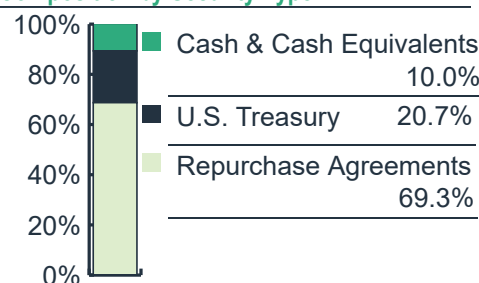 100%
Cash & Cash Equivalents
10.0%
80%
U.S. Treasury 20.7%
60%
Repurchase Agreements
40%
69.3%
20%
0%